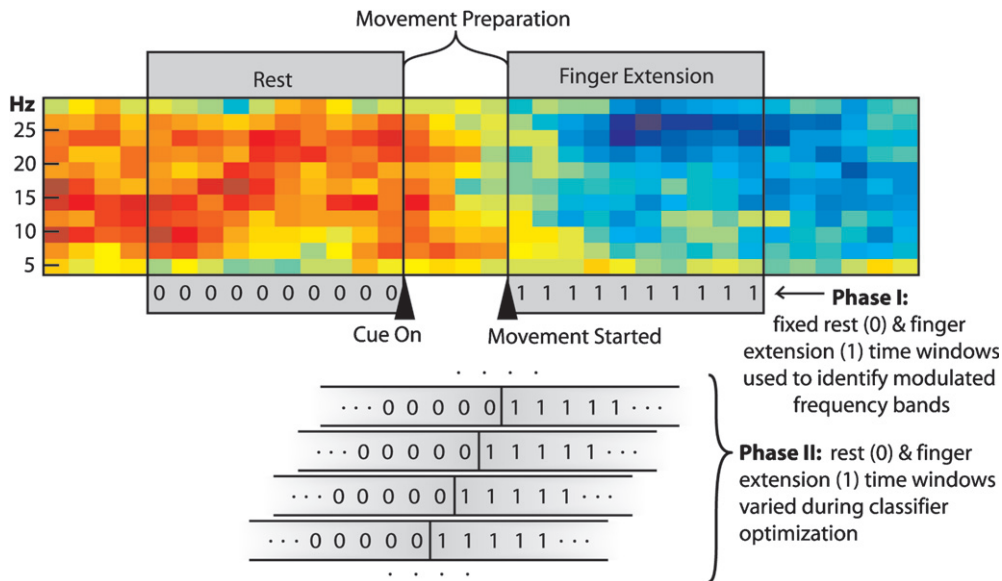 Movement Preparation
Rest
Finger Extension
Hz
25
20
15
10
5
0 0 0 0 0 0 0 0 0 0
1 1 1 1 1 1 1 1 1 1
Cue On
Movement Started
Phase I:
fixed rest (0) & finger
extension (1) time windows
used to identify modulated
frequency bands
· · · ·
· · · 0 0 0 0 0 1 1 1 1 1 · · ·
· · · 0 0 0 0 0 1 1 1 1 1 · · ·
· · · 0 0 0 0 0 1 1 1 1 1 · · ·
· · · 0 0 0 0 0 1 1 1 1 1 · · ·
· · · ·
Phase II: rest (0) & finger
extension (1) time windows
varied during classifier
optimization